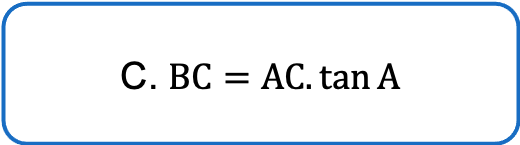 C. BC = AC. tan A